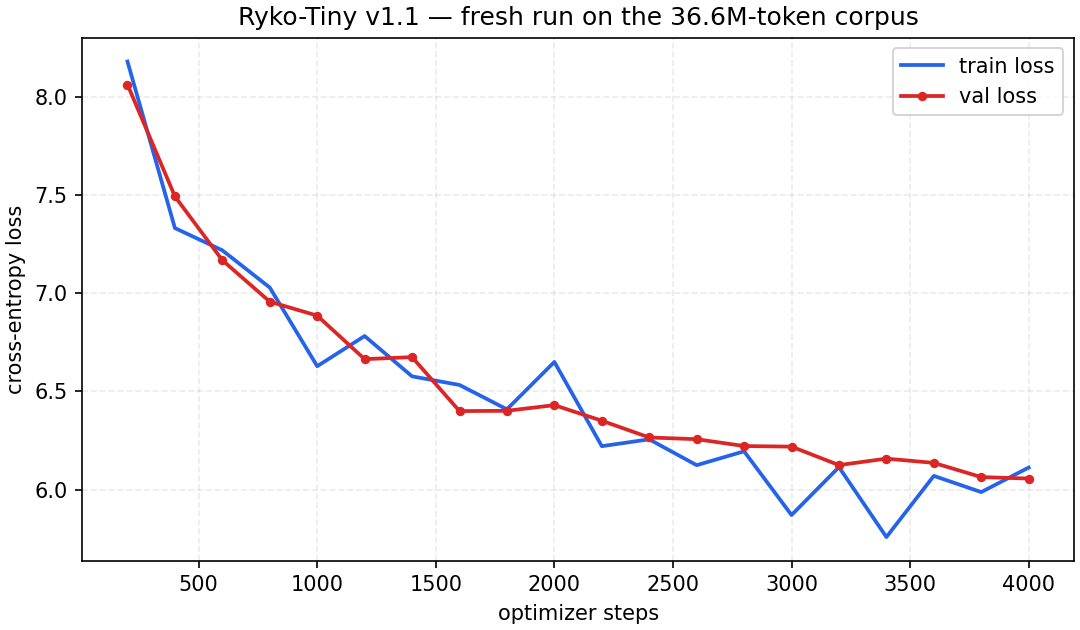 Ryko-Tiny v1.1 — fresh run on the 36.6M-token corpus
train loss
val loss
cross-entropy loss
8.0
7.5
7.0
6.5
6.0
500 1000 1500 2000 2500 3000 3500 4000
optimizer steps